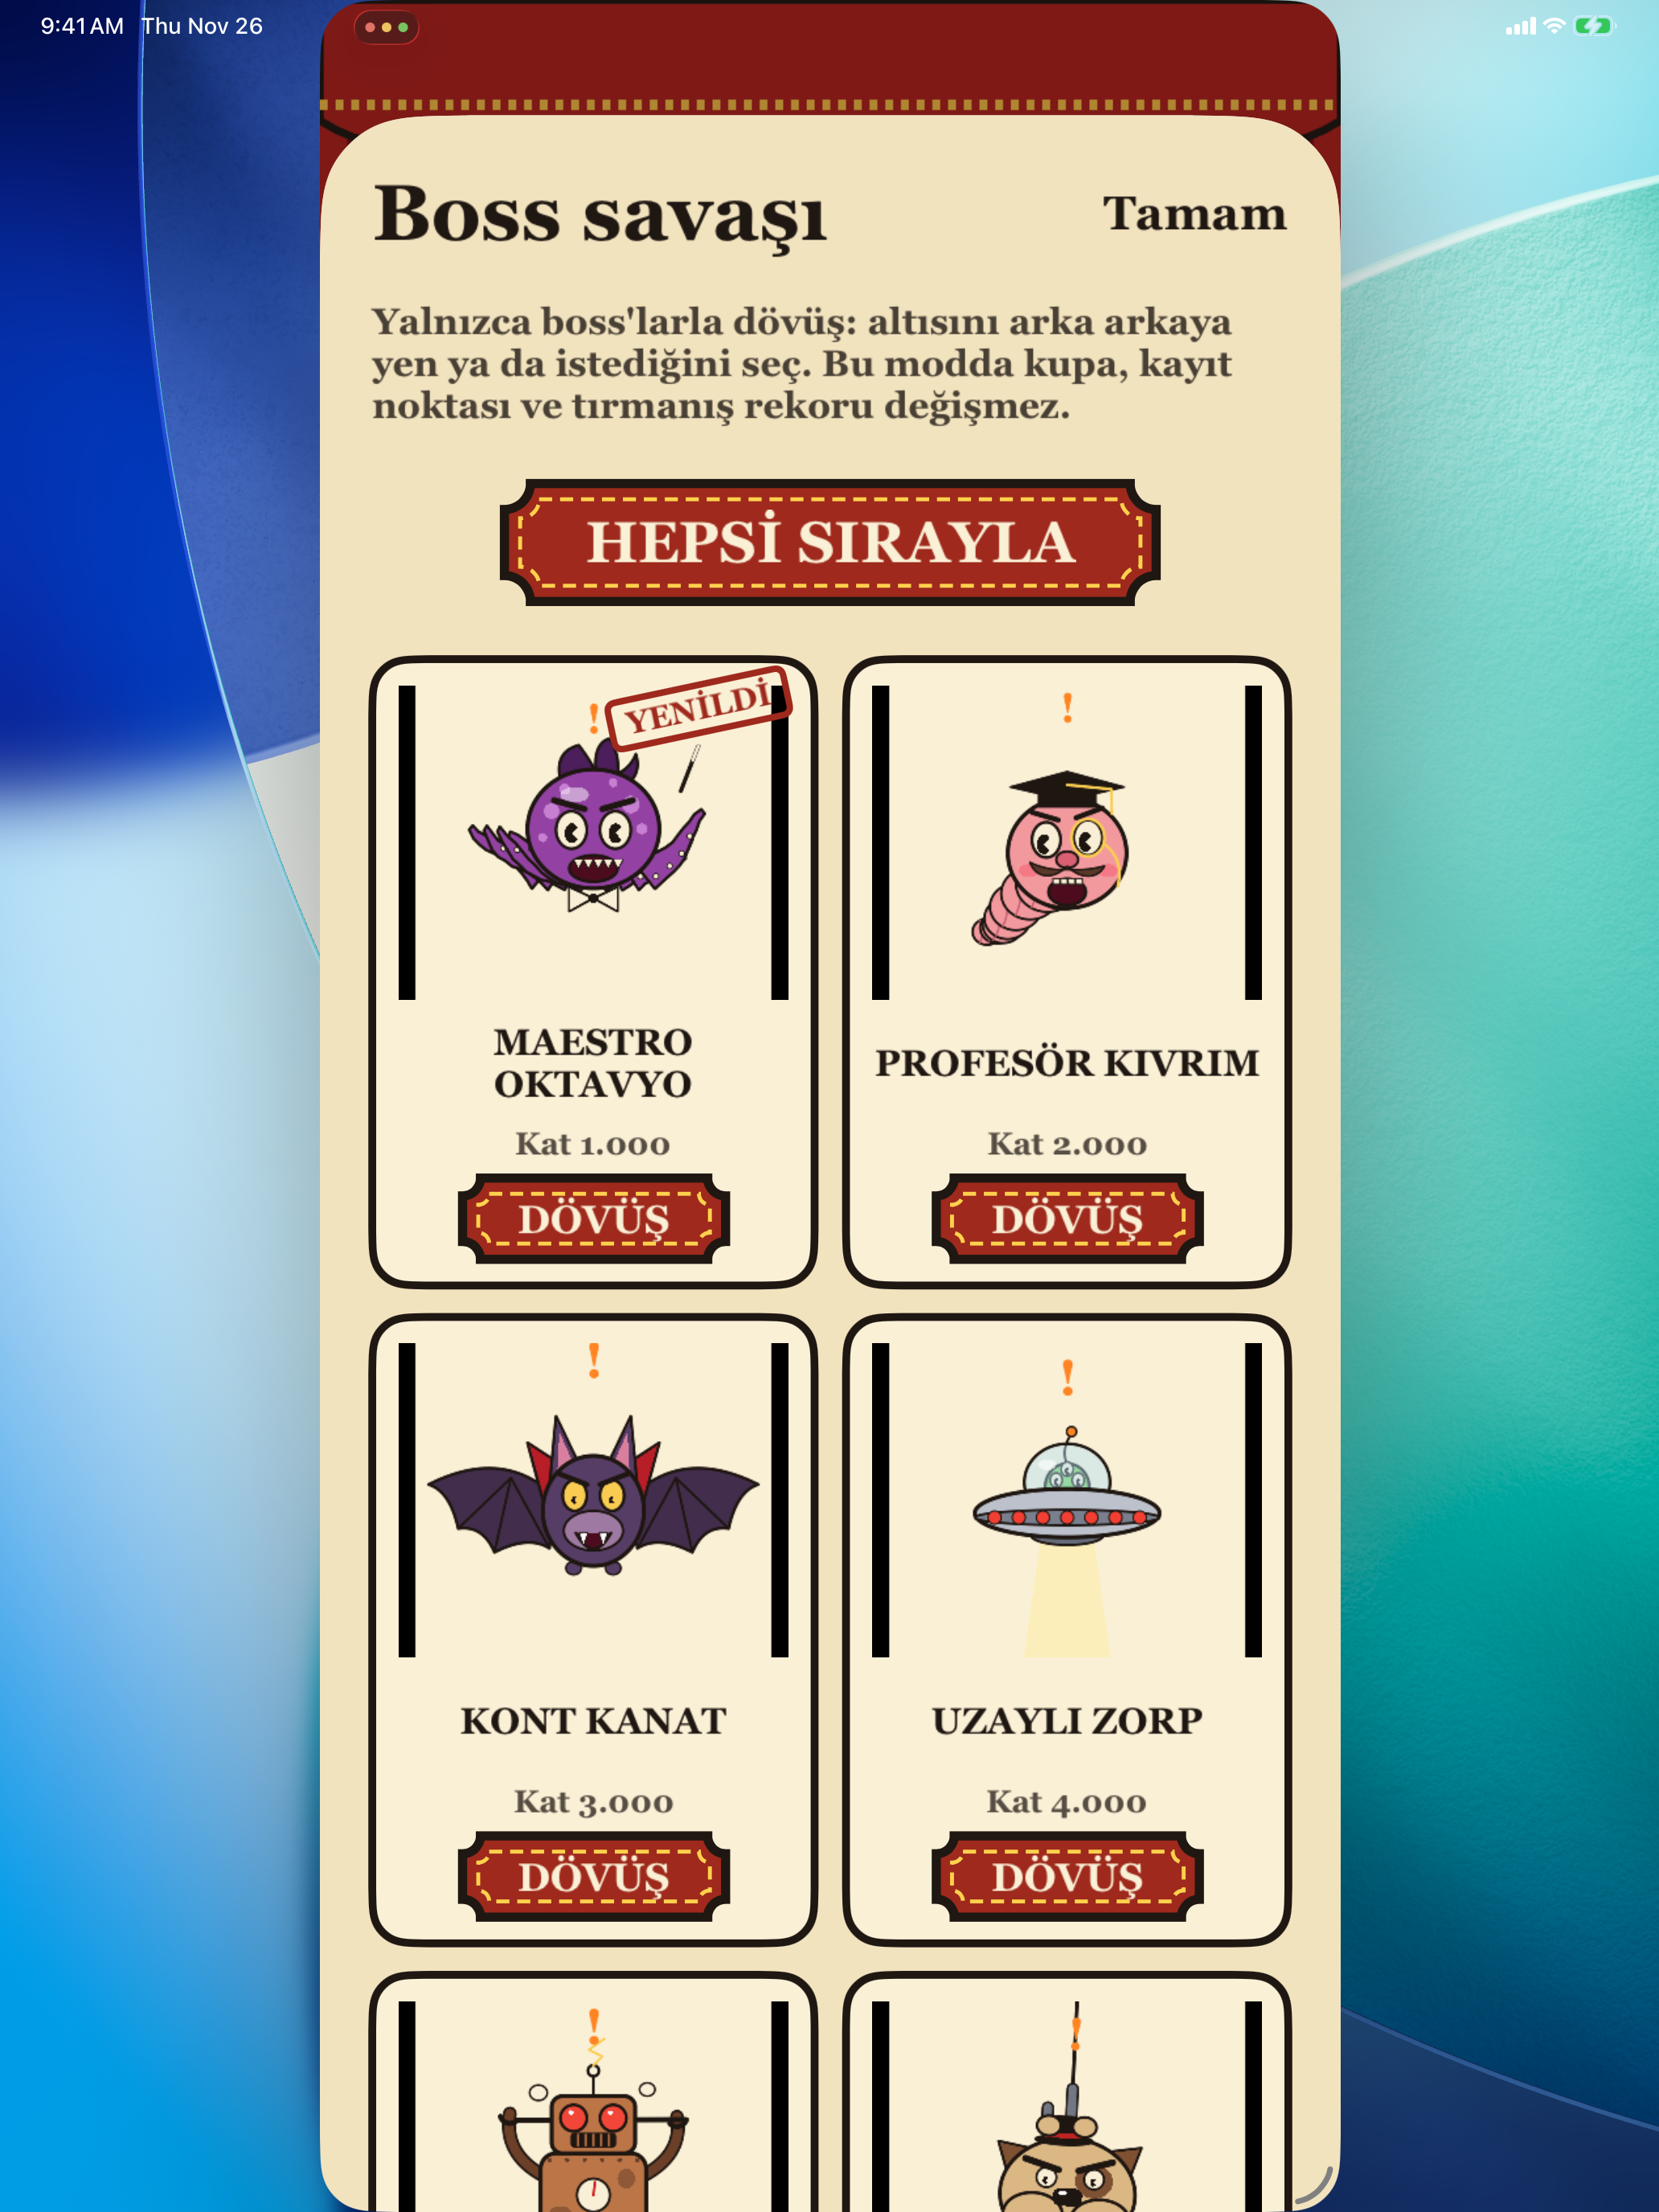 9:41 AM Thu Nov 26
Boss savaşı
Tamam
Yalnızca boss'larla dövüş: altısını arka arkaya
yen ya da istediğini seç. Bu modda kupa, kayıt
noktası ve tırmanış rekoru değişmez.
HEPSİ SIRAYLA
!
YENİLDİ
MAESTRO
OKTAVYO
Kat 1.000
DÖVÜŞ
!
PROFESÖR KIVRIM
Kat 2.000
DÖVÜŞ
!
KONT KANAT
Kat 3.000
DÖVÜŞ
!
UZAYLI ZORP
Kat 4.000
DÖVÜŞ
!
!